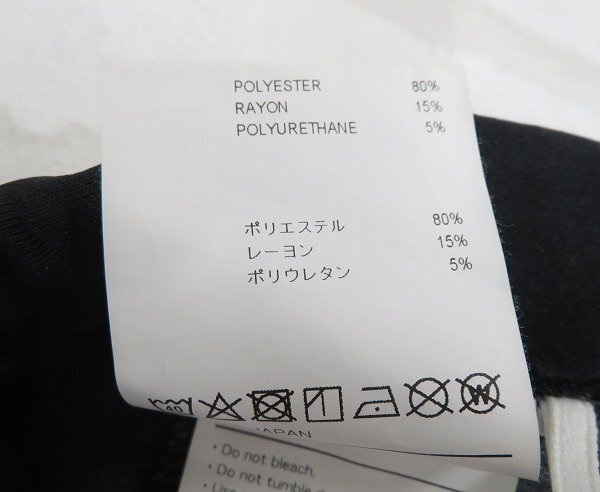 POLYESTER 80%
RAYON 15%
POLYURETHANE 5%
ポリエステル 80%
レーヨン 15%
ポリウレタン 5%
40
W
JAPAN
• Do not bleach.
• Do not tumble